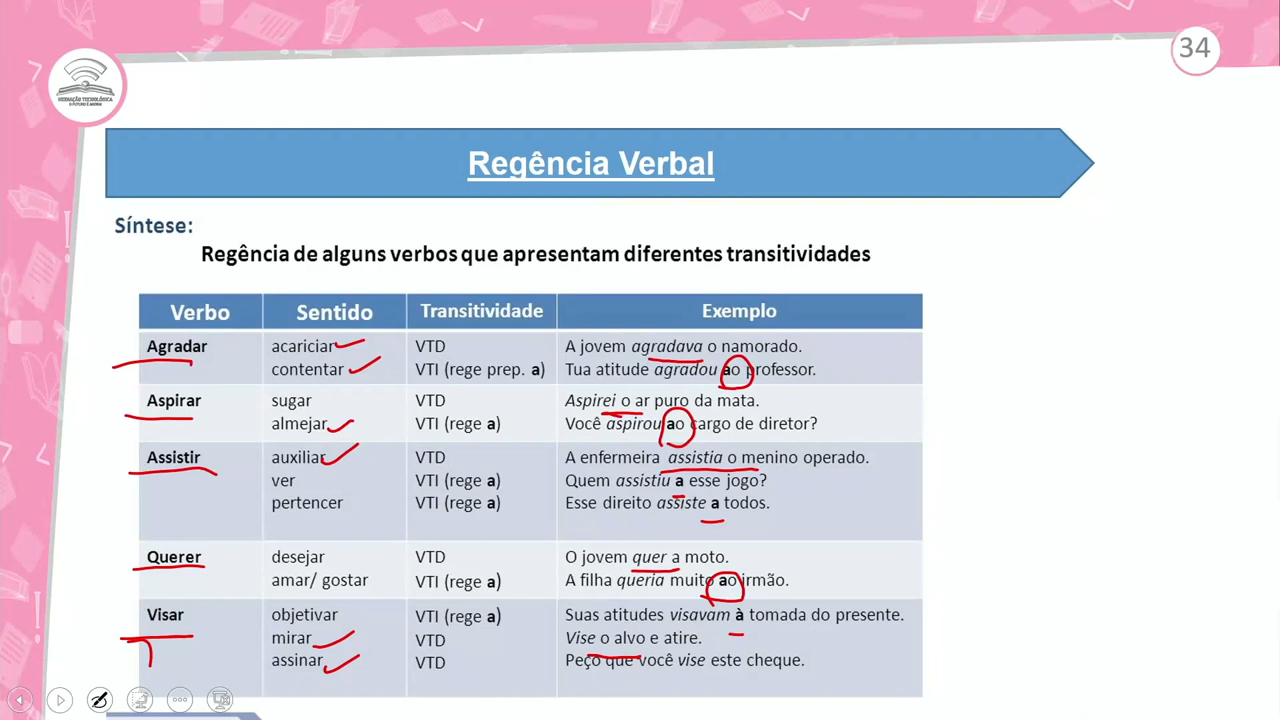 34
MEDIAÇÃO TECNOLÓGICA
O FUTURO É AGORA
Regência Verbal
Síntese:
Regência de alguns verbos que apresentam diferentes transitividades
Verbo Sentido Transitividade Exemplo
Agradar acariciar VTD A jovem agradava o namorado.
contentar VTI (rege prep. a) Tua atitude agradou ao professor.
Aspirar sugar VTD Aspirei o ar puro da mata.
almejar VTI (rege a) Você aspirou ao cargo de diretor?
Assistir auxiliar VTD A enfermeira assistia o menino operado.
ver VTI (rege a) Quem assistiu a esse jogo?
pertencer VTI (rege a) Esse direito assiste a todos.
Querer desejar VTD O jovem quer a moto.
amar/ gostar VTI (rege a) A filha queria muito ao irmão.
Visar objetivar VTI (rege a) Suas atitudes visavam à tomada do presente.
mirar VTD Vise o alvo e atire.
assinar VTD Peço que você vise este cheque.